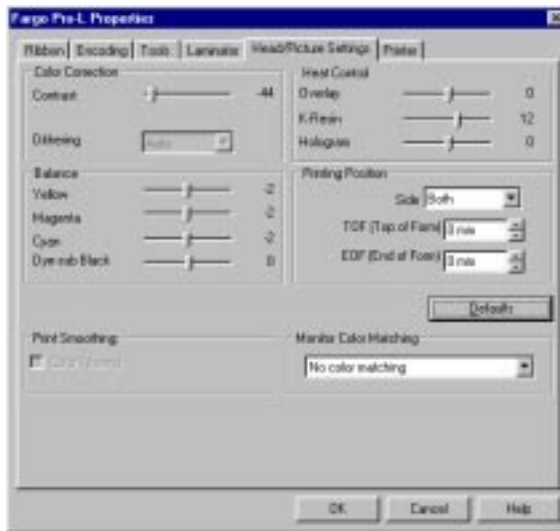 Fargo Pro-L Properties
Ribbon Encoding Tools Laminator Head/Picture Settings Printer
Color Correction
Contrast -44
Dithering Auto
Heat Control
Overlay 0
K-Resin 12
Hologram 0
Balance
Yellow -2
Magenta -2
Cyan -2
Dye-sub Black 0
Printing Position
Side Both
TOF (Top of Form) 0 mm
EOF (End of Form) 0 mm
Defaults
Print Smoothing
Monitor Color Matching
No color matching
OK Cancel Help